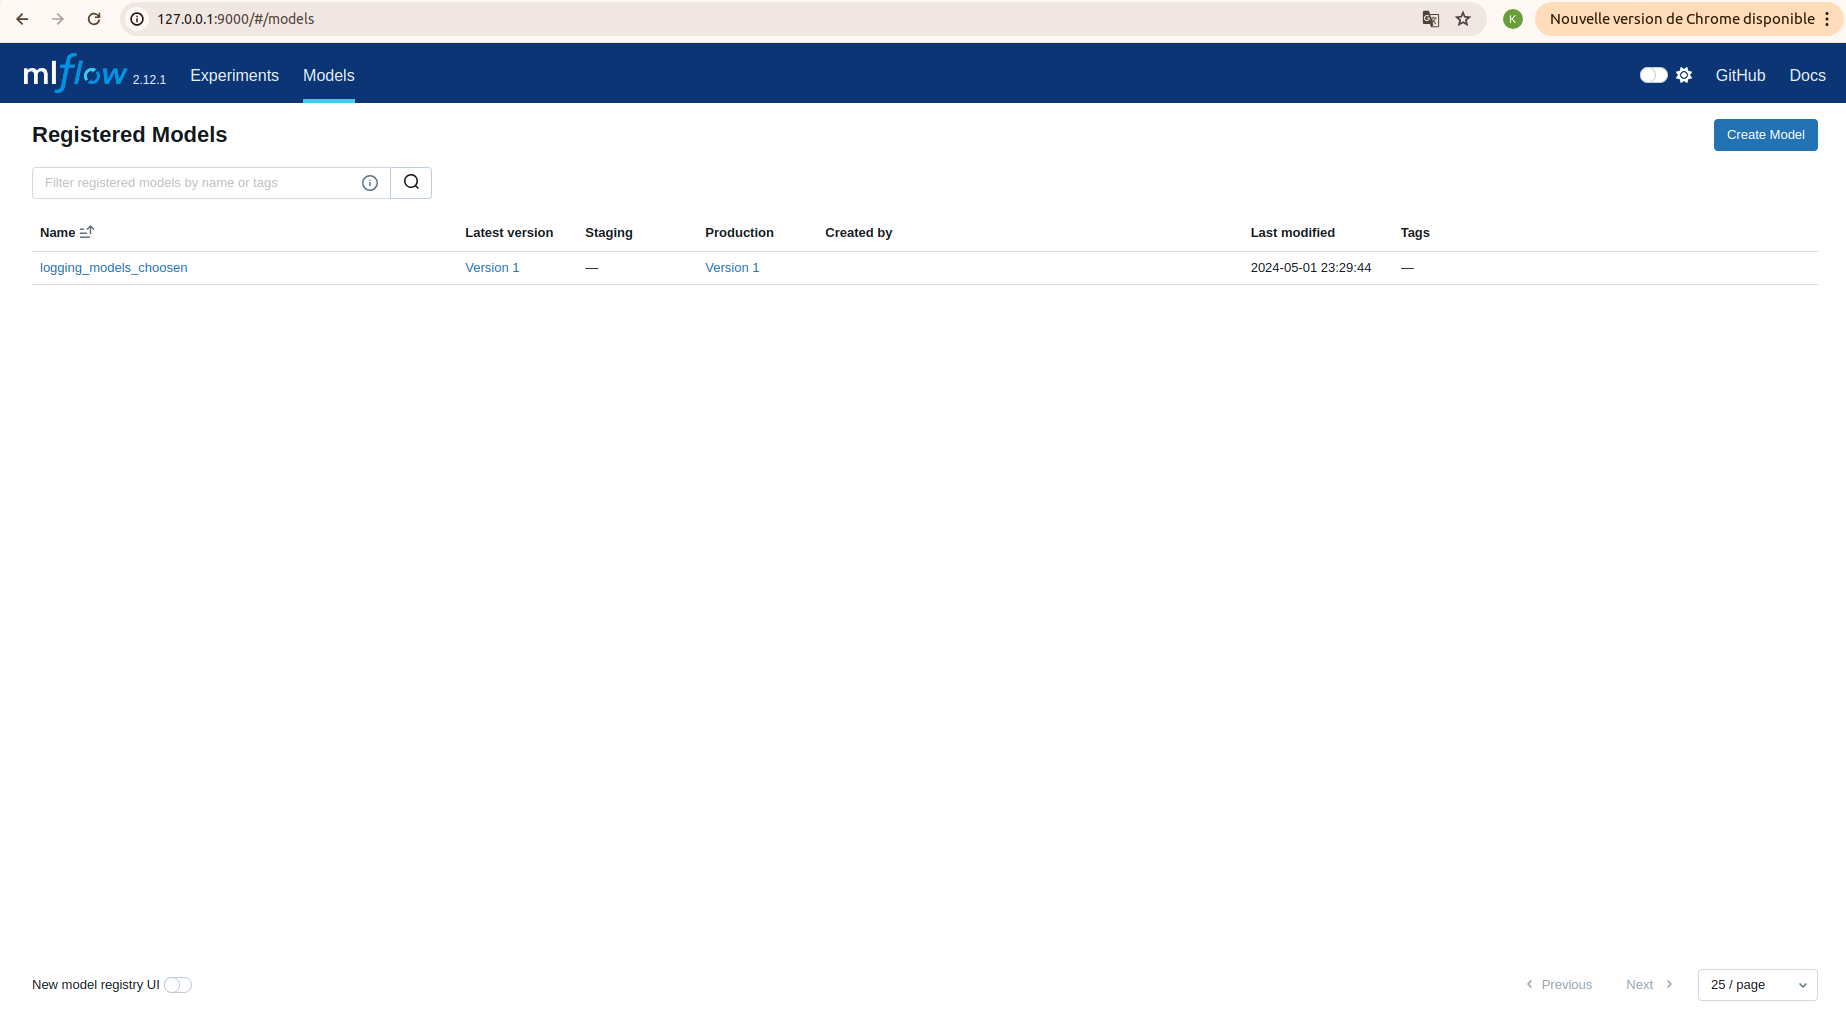 127.0.0.1:9000/#/models
K
Nouvelle version de Chrome disponible
mlflow 2.12.1 Experiments Models GitHub Docs
Registered Models
Create Model
Filter registered models by name or tags
Name Latest version Staging Production Created by Last modified Tags
logging_models_choosen Version 1 — Version 1 2024-05-01 23:29:44 —
New model registry UI
Previous Next 25 / page